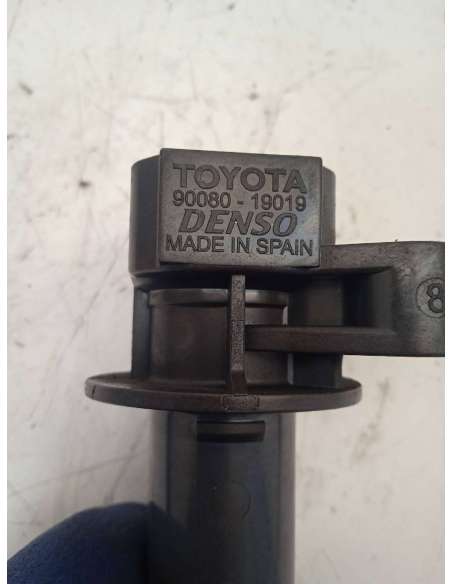 TOYOTA
90080 - 19019
DENSO
MADE IN SPAIN
8